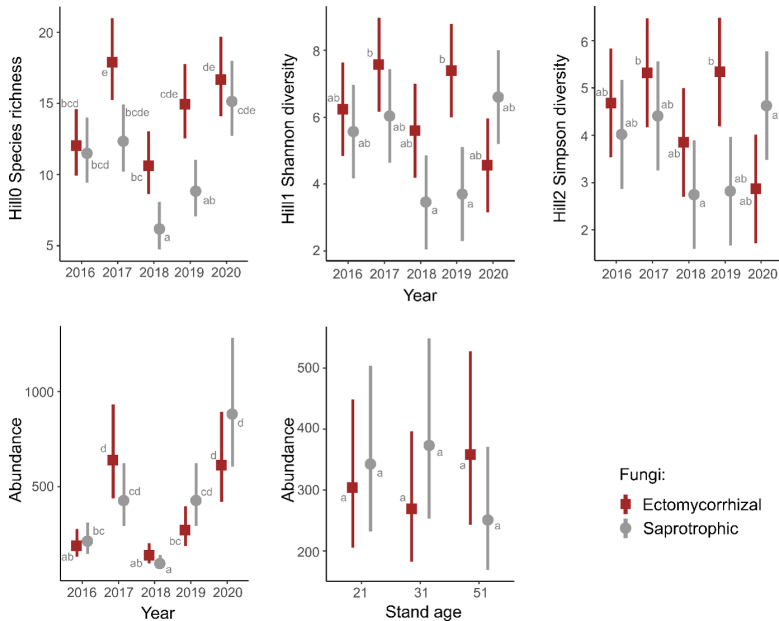 Hill0 Species richness
20
15
10
5
bcd
bcd
e
bcde
bc
a
cde
ab
de
cde
2016 2017 2018 2019 2020
Hill1 Shannon diversity
8
6
4
2
ab
ab
b
ab
ab
a
b
a
ab
ab
2016 2017 2018 2019 2020
Year
Hill2 Simpson diversity
6
5
4
3
2
ab
ab
b
ab
ab
a
b
a
ab
ab
2016 2017 2018 2019 2020
Abundance
1000
500
ab
bc
d
cd
ab
a
bc
cd
d
d
2016 2017 2018 2019 2020
Year
Abundance
500
400
300
200
a
a
a
a
a
a
21 31 51
Stand age
Fungi:
Ectomycorrhizal
Saprotrophic